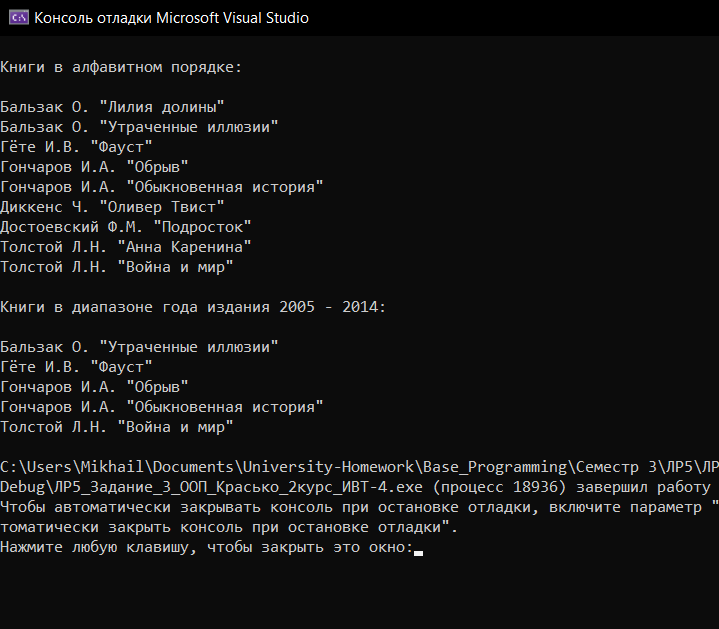 Консоль отладки Microsoft Visual Studio
Книги в алфавитном порядке:
Бальзак О. "Лилия долины"
Бальзак О. "Утраченные иллюзии"
Гёте И.В. "Фауст"
Гончаров И.А. "Обрыв"
Гончаров И.А. "Обыкновенная история"
Диккенс Ч. "Оливер Твист"
Достоевский Ф.М. "Подросток"
Толстой Л.Н. "Анна Каренина"
Толстой Л.Н. "Война и мир"
Книги в диапазоне года издания 2005 - 2014:
Бальзак О. "Утраченные иллюзии"
Гёте И.В. "Фауст"
Гончаров И.А. "Обрыв"
Гончаров И.А. "Обыкновенная история"
Толстой Л.Н. "Война и мир"
C:\Users\Mikhail\Documents\University-Homework\Base_Programming\Семестр 3\ЛР5\ЛР
Debug\ЛР5_Задание_3_ООП_Красько_2курс_ИВТ-4.exe (процесс 18936) завершил работу
Чтобы автоматически закрывать консоль при остановке отладки, включите параметр "
томатически закрыть консоль при остановке отладки".
Нажмите любую клавишу, чтобы закрыть это окно: